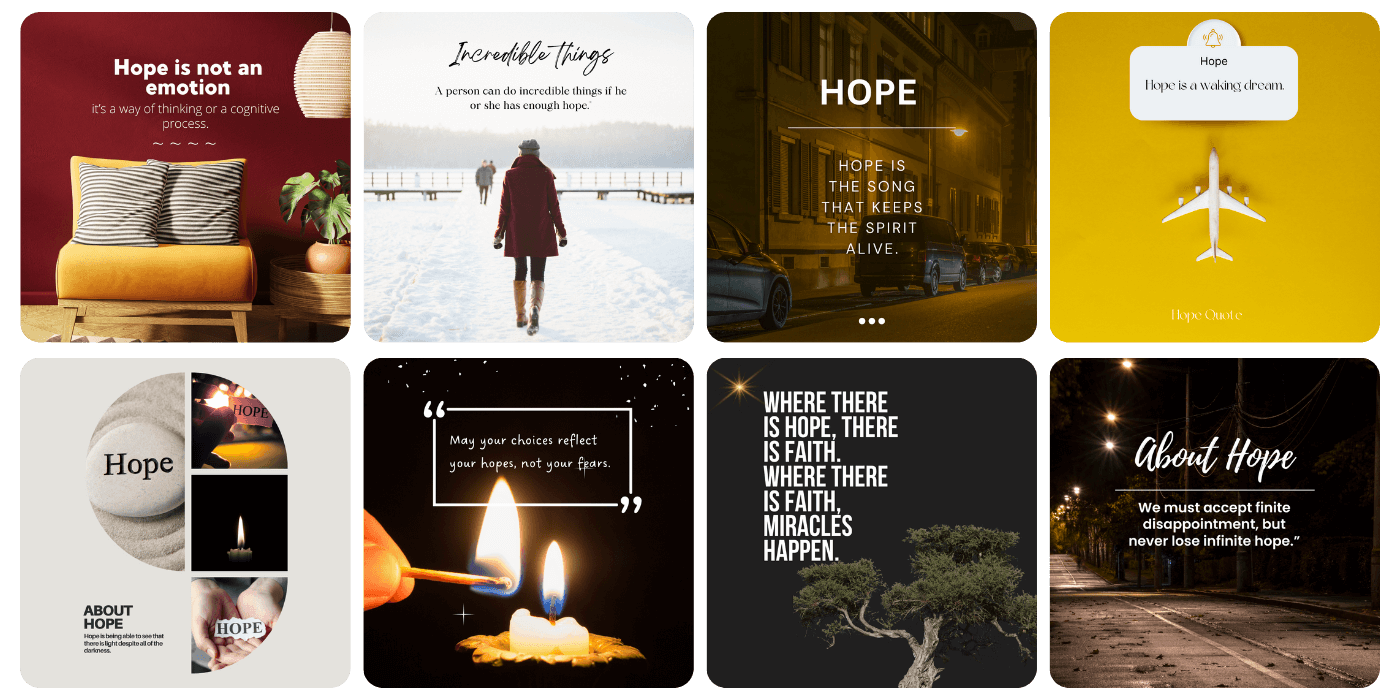 Hope is not an
emotion
it's a way of thinking or a cognitive
process.
~ ~ ~ ~
Incredible things
A person can do incredible things if he
or she has enough hope."
HOPE
HOPE IS
THE SONG
THAT KEEPS
THE SPIRIT
ALIVE.
Hope
Hope is a waking dream.
Hope Quote
Hope
HOPE
HOPE
ABOUT
HOPE
Hope is being able to see that
there is light despite all of the
darkness.
“
May your choices reflect
your hopes, not your fears.
”
WHERE THERE
IS HOPE, THERE
IS FAITH.
WHERE THERE
IS FAITH,
MIRACLES
HAPPEN.
About Hope
We must accept finite
disappointment, but
never lose infinite hope.”